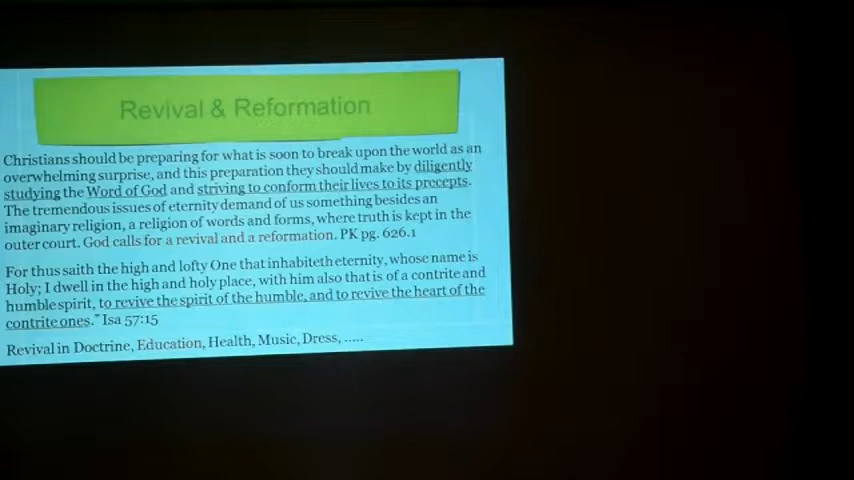 Revival & Reformation
Christians should be preparing for what is soon to break upon the world as an
overwhelming surprise, and this preparation they should make by diligently
studying the Word of God and striving to conform their lives to its precepts.
The tremendous issues of eternity demand of us something besides an
imaginary religion, a religion of words and forms, where truth is kept in the
outer court. God calls for a revival and a reformation. PK pg. 626.1
For thus saith the high and lofty One that inhabiteth eternity, whose name is
Holy; I dwell in the high and holy place, with him also that is of a contrite and
humble spirit, to revive the spirit of the humble, and to revive the heart of the
contrite ones.” Isa 57:15
Revival in Doctrine, Education, Health, Music, Dress, .....